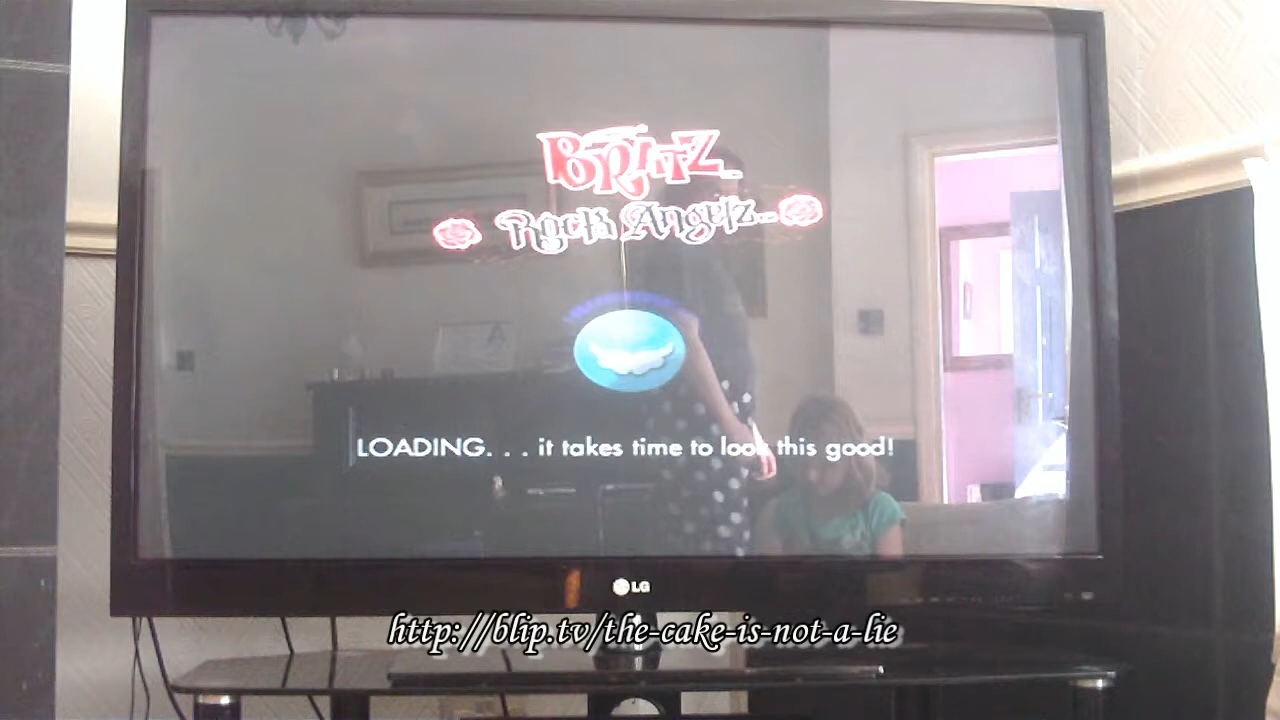 BRATZ
Rock Angelz
LOADING. . . it takes time to look this good!
LG
http://blip.tv/the-cake-is-not-a-lie